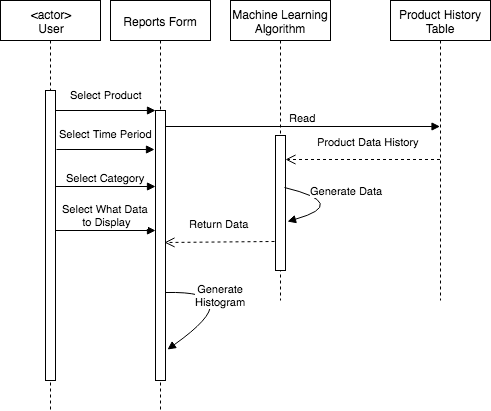 <actor>
User
Reports Form
Machine Learning
Algorithm
Product History
Table
Select Product
Read
Select Time Period
Product Data History
Select Category
Generate Data
Select What Data
to Display
Return Data
Generate
Histogram